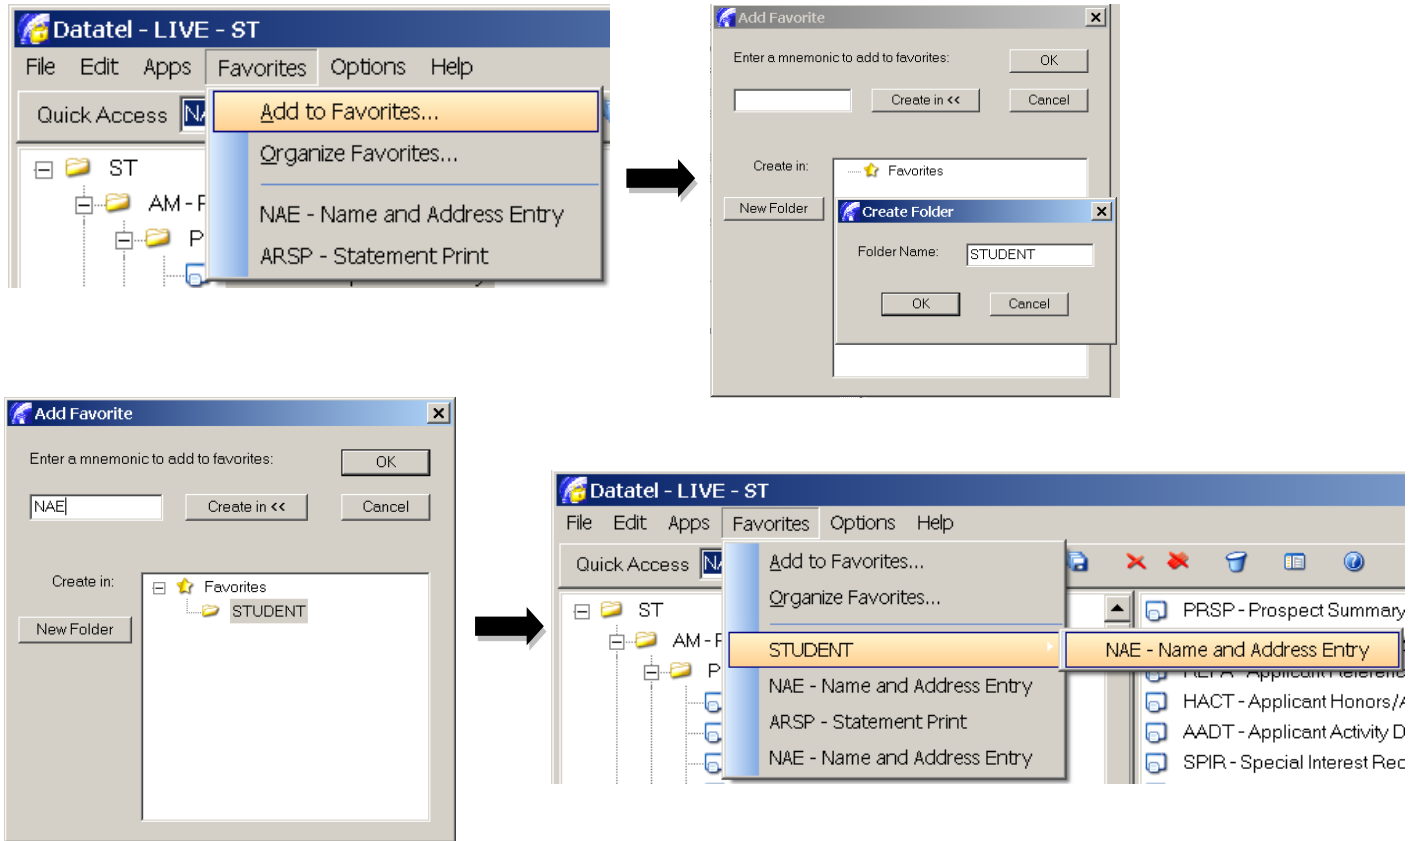 Datatel - LIVE - ST
File Edit Apps Favorites Options Help
Quick Access
Add to Favorites...
Organize Favorites...
ST
AM -
NAE - Name and Address Entry
ARSP - Statement Print
Add Favorite
Enter a mnemonic to add to favorites:
OK
Create in <<
Cancel
Create in:
Favorites
New Folder
Create Folder
Folder Name:
STUDENT
OK
Cancel
Add Favorite
Enter a mnemonic to add to favorites:
OK
NAE
Create in <<
Cancel
Create in:
Favorites
STUDENT
New Folder
Datatel - LIVE - ST
File Edit Apps Favorites Options Help
Quick Access
Add to Favorites...
Organize Favorites...
ST
AM -
STUDENT
NAE - Name and Address Entry
NAE - Name and Address Entry
ARSP - Statement Print
NAE - Name and Address Entry
PRSP - Prospect Summary
HACT - Applicant Honors/A
AADT - Applicant Activity D
SPIR - Special Interest Rec